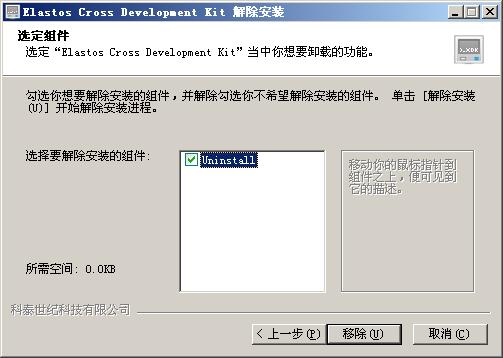 Elastos Cross Development Kit 解除安装
选定组件
选定“Elastos Cross Development Kit”当中你想要卸载的功能。
勾选你想要解除安装的组件，并解除勾选你不希望解除安装的组件。 单击 [解除安装
(U)] 开始解除安装进程。
选择要解除安装的组件:
Uninstall
移动你的鼠标指针到
组件之上，便可见到
它的描述。
所需空间: 0.0KB
科泰世纪科技有限公司
< 上一步(P)
移除(U)
取消(C)